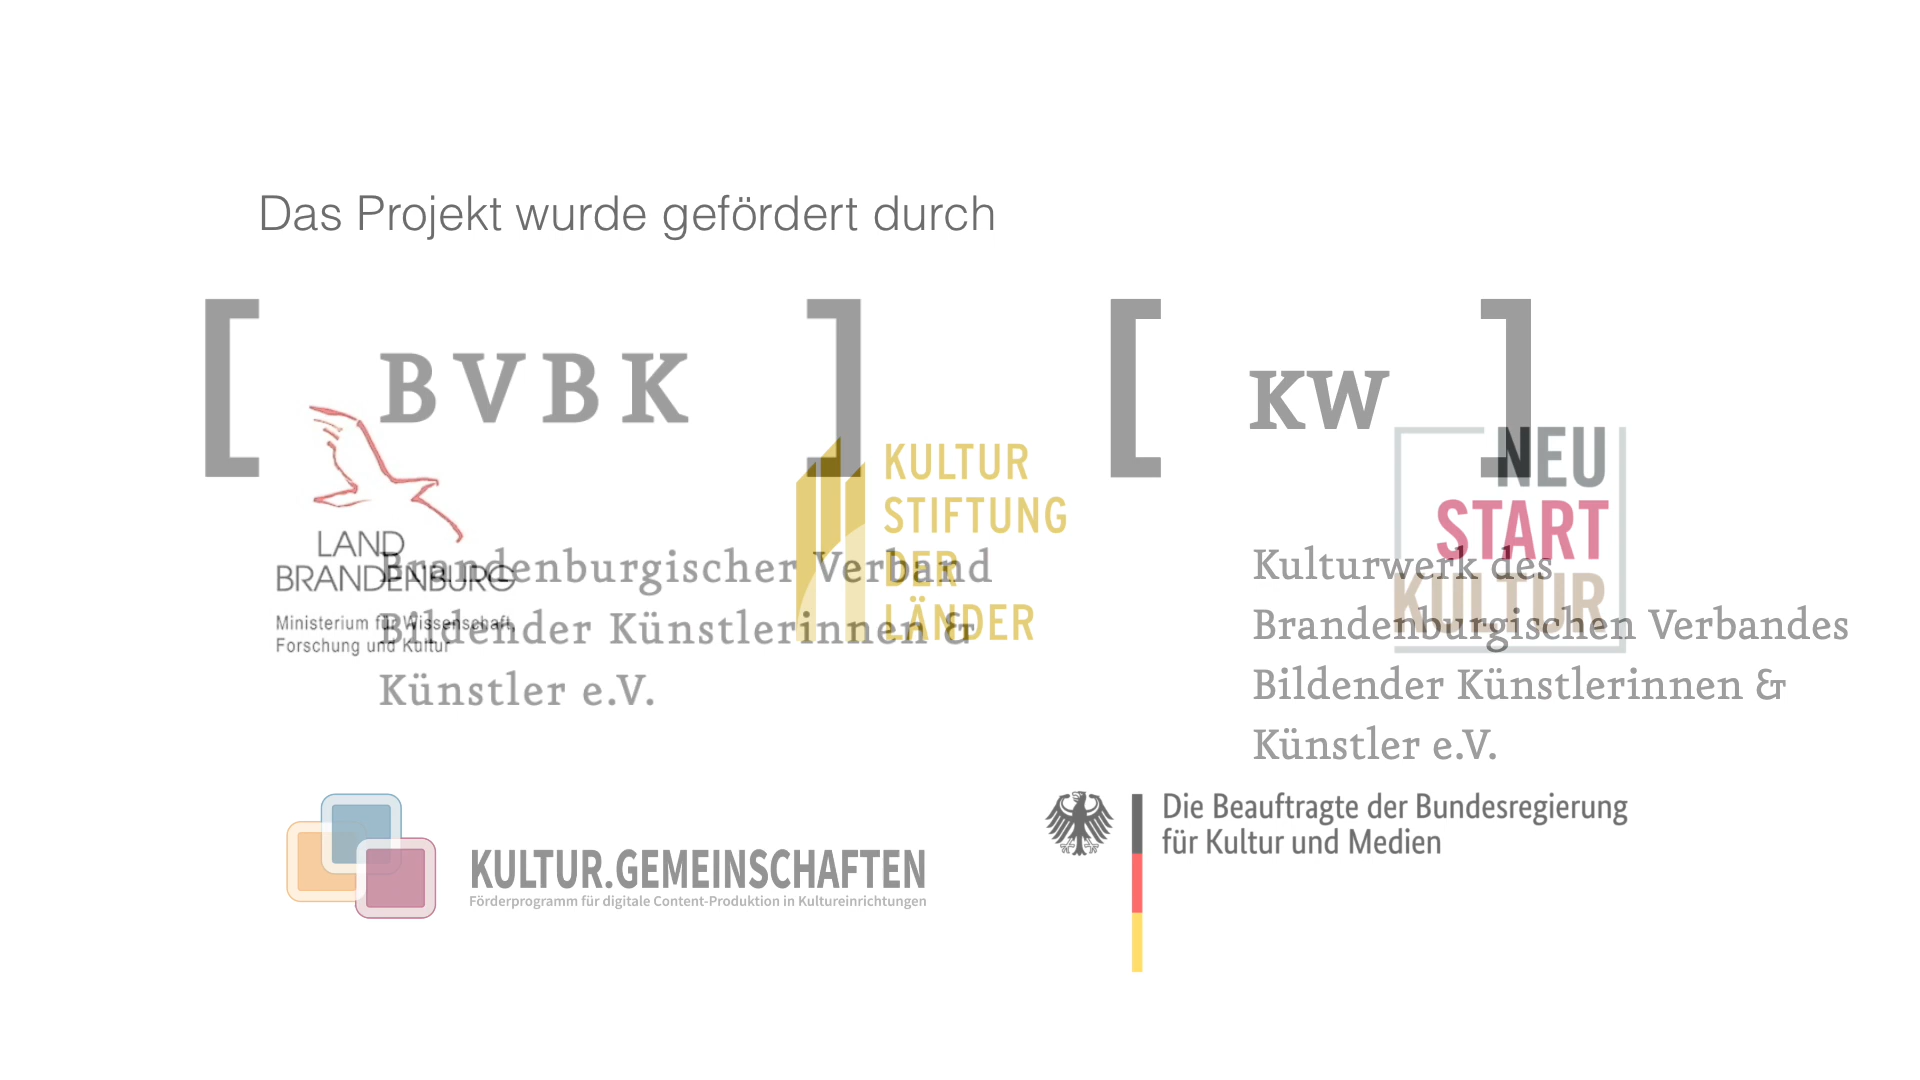 Das Projekt wurde gefördert durch
[ BVBK ]
Brandenburgischer Verband
Bildender Künstlerinnen &
Künstler e.V.
[ KW ]
Kulturwerk des
Brandenburgischen Verbandes
Bildender Künstlerinnen &
Künstler e.V.
LAND
BRANDENBURG
Ministerium für Wissenschaft,
Forschung und Kultur
KULTUR
STIFTUNG
DER
LÄNDER
NEU
START
KULTUR
KULTUR.GEMEINSCHAFTEN
Förderprogramm für digitale Content-Produktion in Kultureinrichtungen
Die Beauftragte der Bundesregierung
für Kultur und Medien